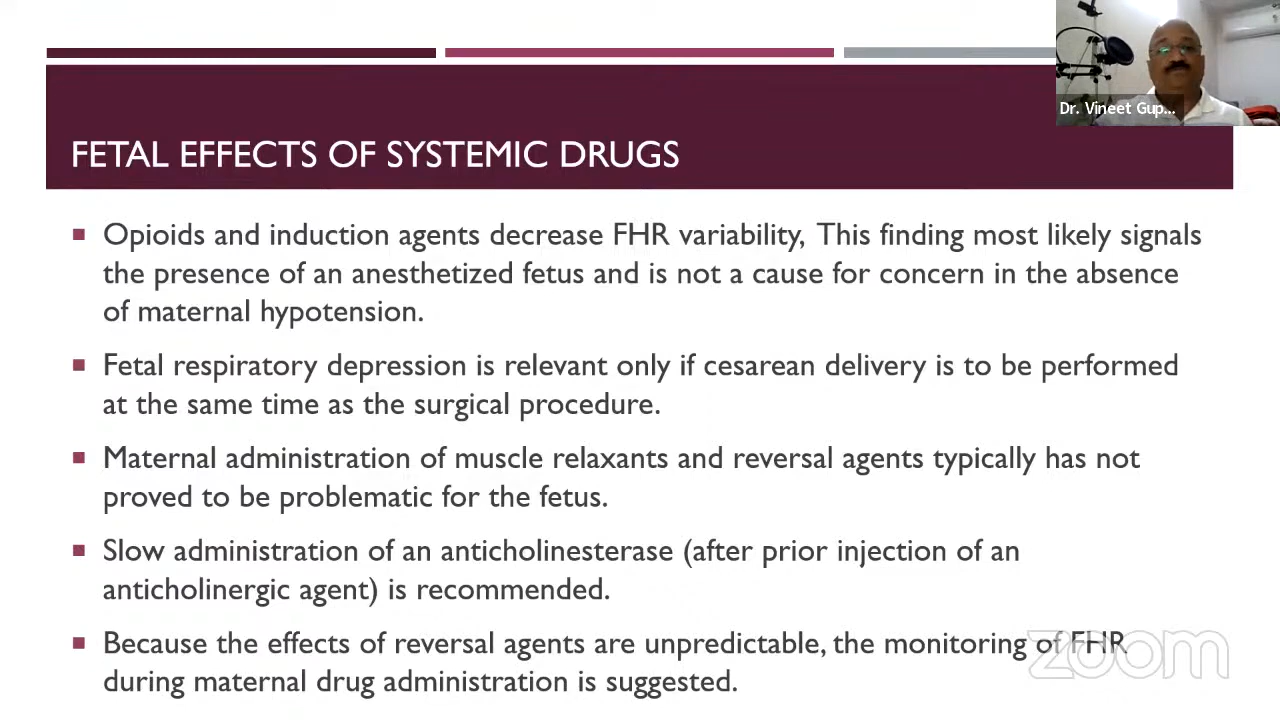 Dr. Vineet Gup...
FETAL EFFECTS OF SYSTEMIC DRUGS
Opioids and induction agents decrease FHR variability, This finding most likely signals
the presence of an anesthetized fetus and is not a cause for concern in the absence
of maternal hypotension.
Fetal respiratory depression is relevant only if cesarean delivery is to be performed
at the same time as the surgical procedure.
Maternal administration of muscle relaxants and reversal agents typically has not
proved to be problematic for the fetus.
Slow administration of an anticholinesterase (after prior injection of an
anticholinergic agent) is recommended.
Because the effects of reversal agents are unpredictable, the monitoring of FHR
during maternal drug administration is suggested.
zoom